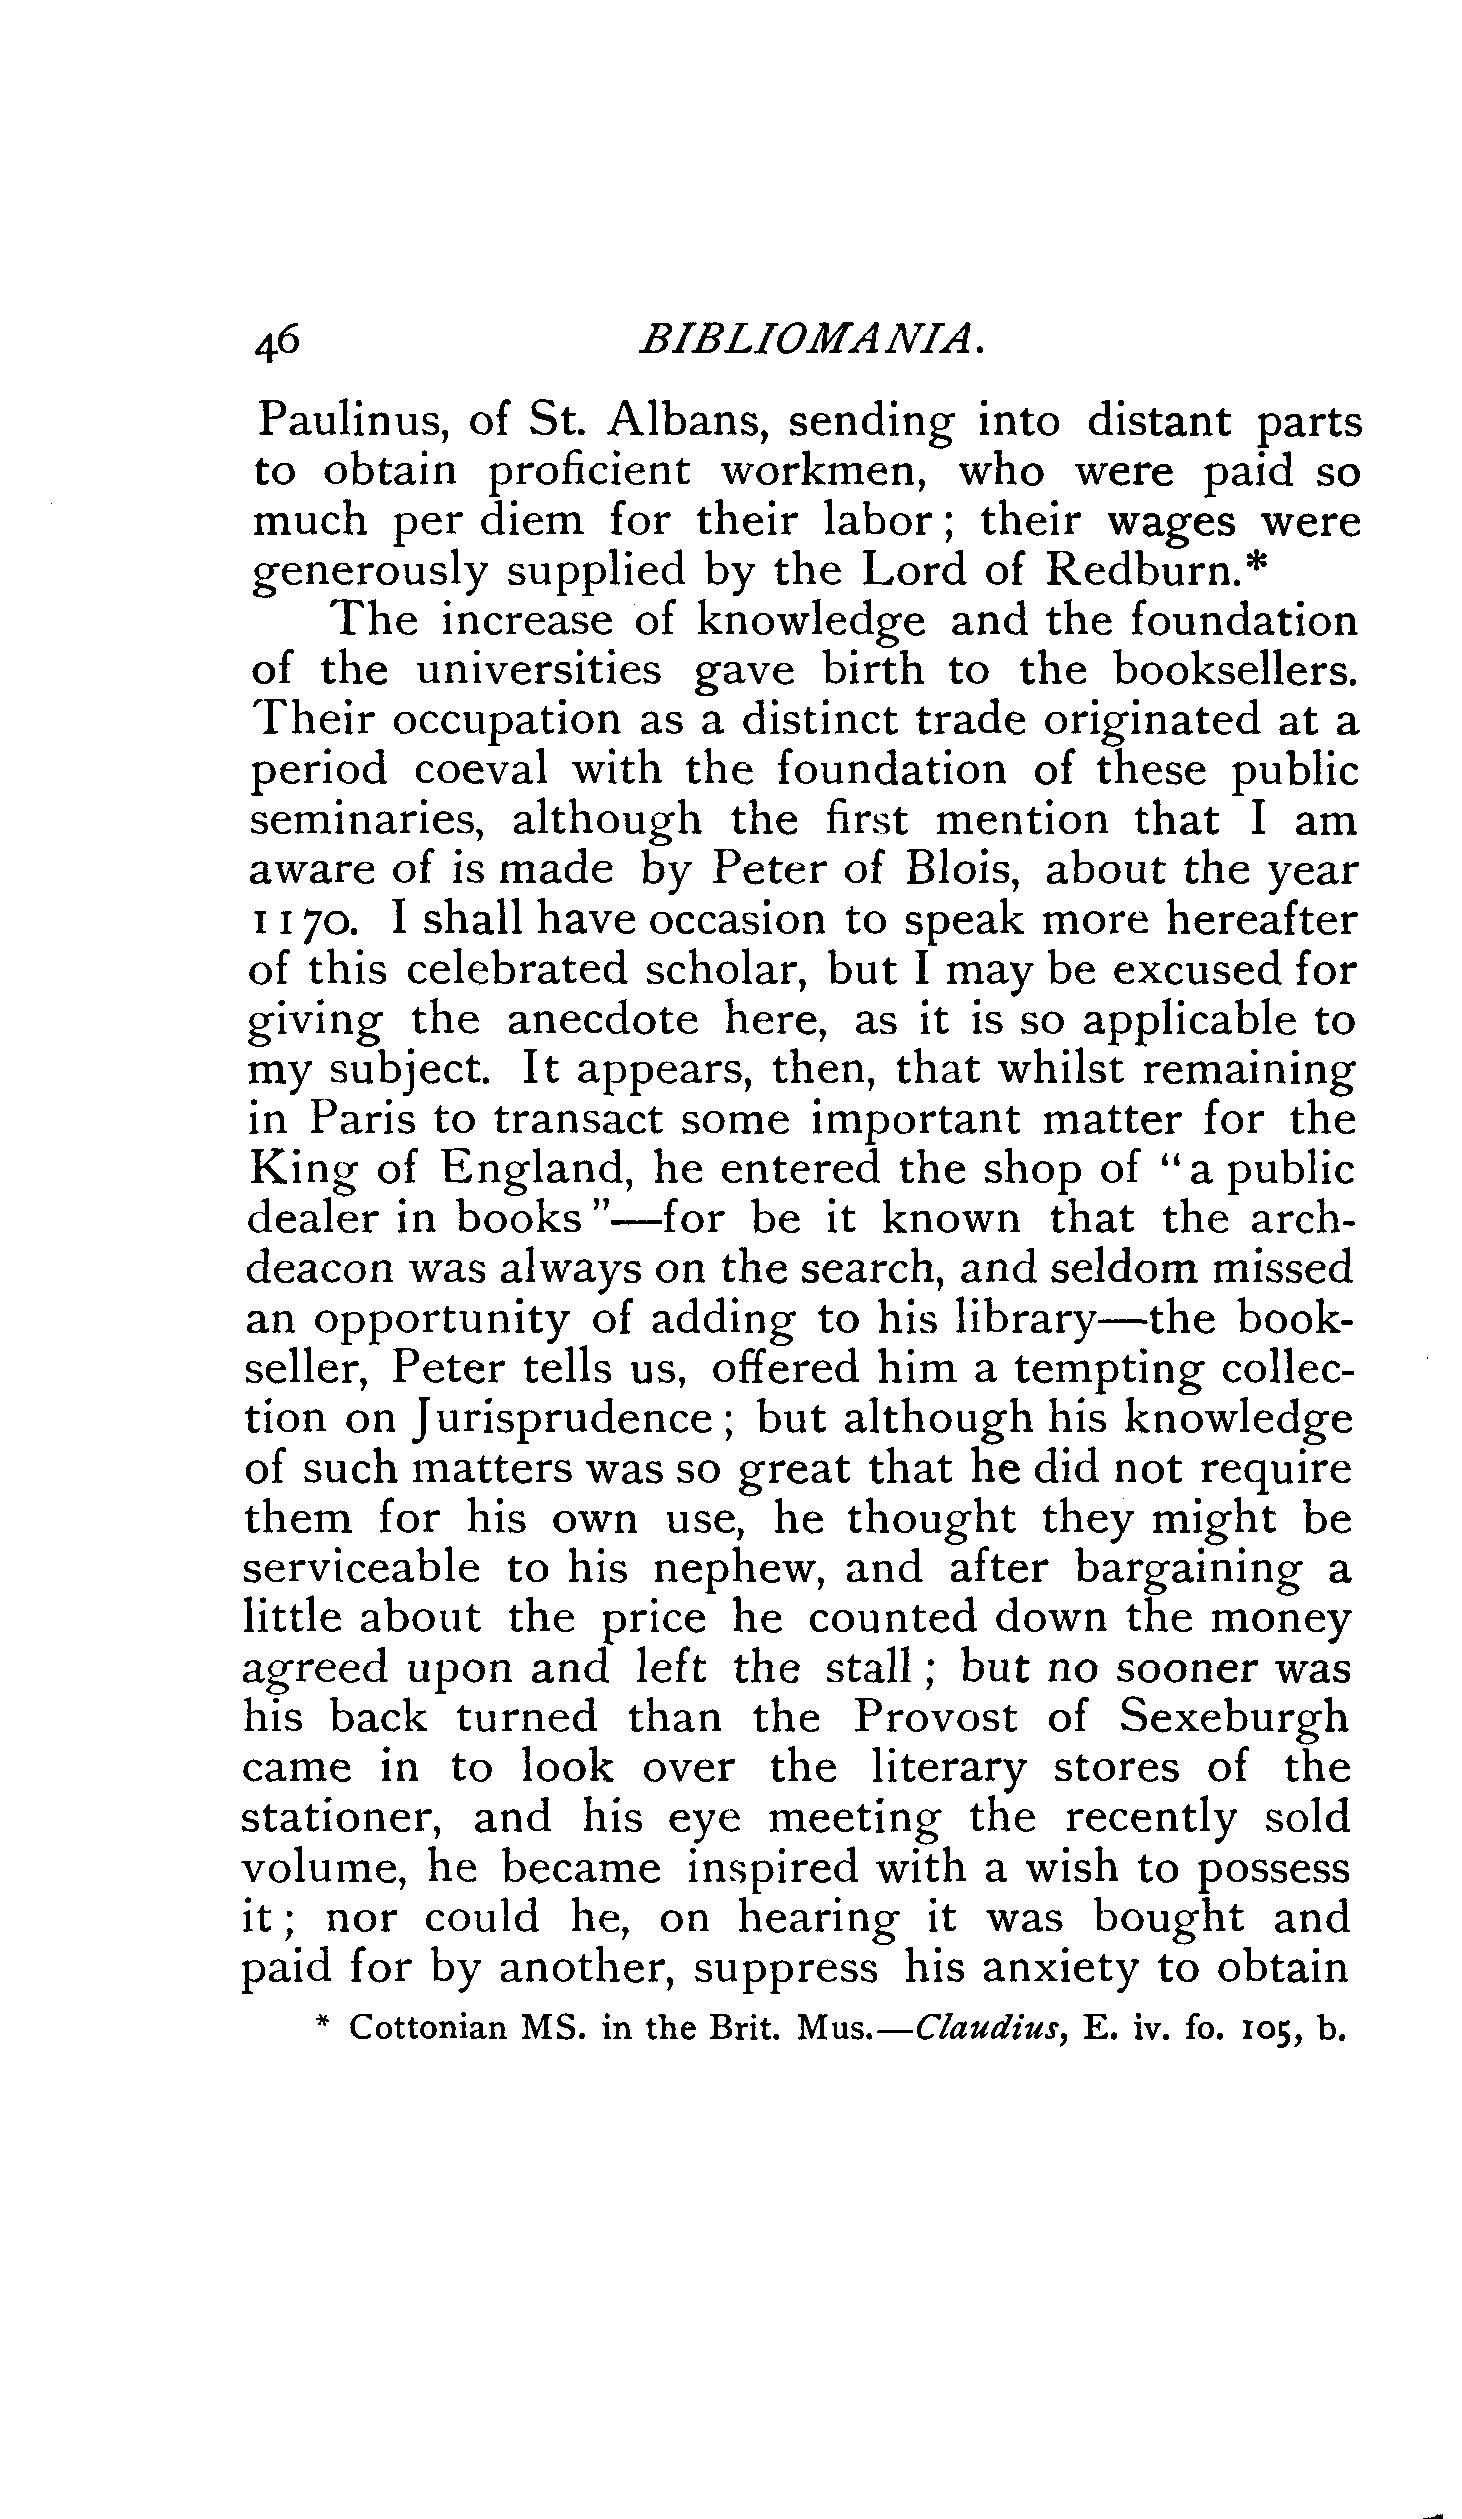 46 BIBLIOMANIA.
Paulinus, of St. Albans, sending into distant parts
to obtain proficient workmen, who were paid so
much per diem for their labor; their wages were
generously supplied by the Lord of Redburn.*
The increase of knowledge and the foundation
of the universities gave birth to the booksellers.
Their occupation as a distinct trade originated at a
period coeval with the foundation of these public
seminaries, although the first mention that I am
aware of is made by Peter of Blois, about the year
1170. I shall have occasion to speak more hereafter
of this celebrated scholar, but I may be excused for
giving the anecdote here, as it is so applicable to
my subject. It appears, then, that whilst remaining
in Paris to transact some important matter for the
King of England, he entered the shop of "a public
dealer in books"—for be it known that the arch-
deacon was always on the search, and seldom missed
an opportunity of adding to his library—the book-
seller, Peter tells us, offered him a tempting collec-
tion on Jurisprudence; but although his knowledge
of such matters was so great that he did not require
them for his own use, he thought they might be
serviceable to his nephew, and after bargaining a
little about the price he counted down the money
agreed upon and left the stall; but no sooner was
his back turned than the Provost of Sexeburgh
came in to look over the literary stores of the
stationer, and his eye meeting the recently sold
volume, he became inspired with a wish to possess
it; nor could he, on hearing it was bought and
paid for by another, suppress his anxiety to obtain
* Cottonian MS. in the Brit. Mus.—Claudius, E. iv. fo. 105, b.